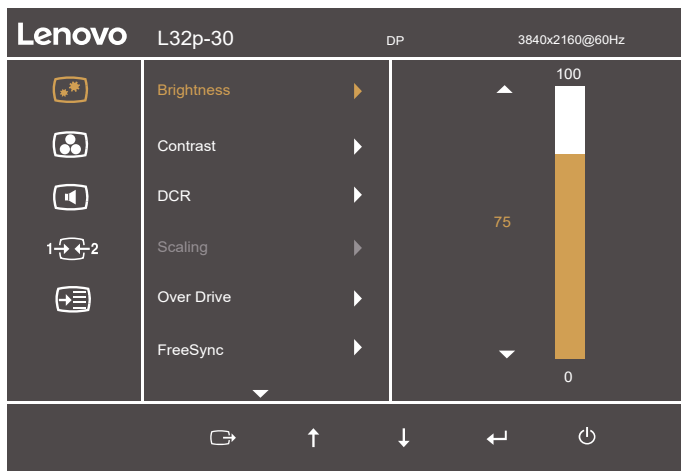 Lenovo L32p-30 DP 3840x2160@60Hz
Brightness
Contrast
DCR
1 2
Scaling
Over Drive
FreeSync
100
75
0